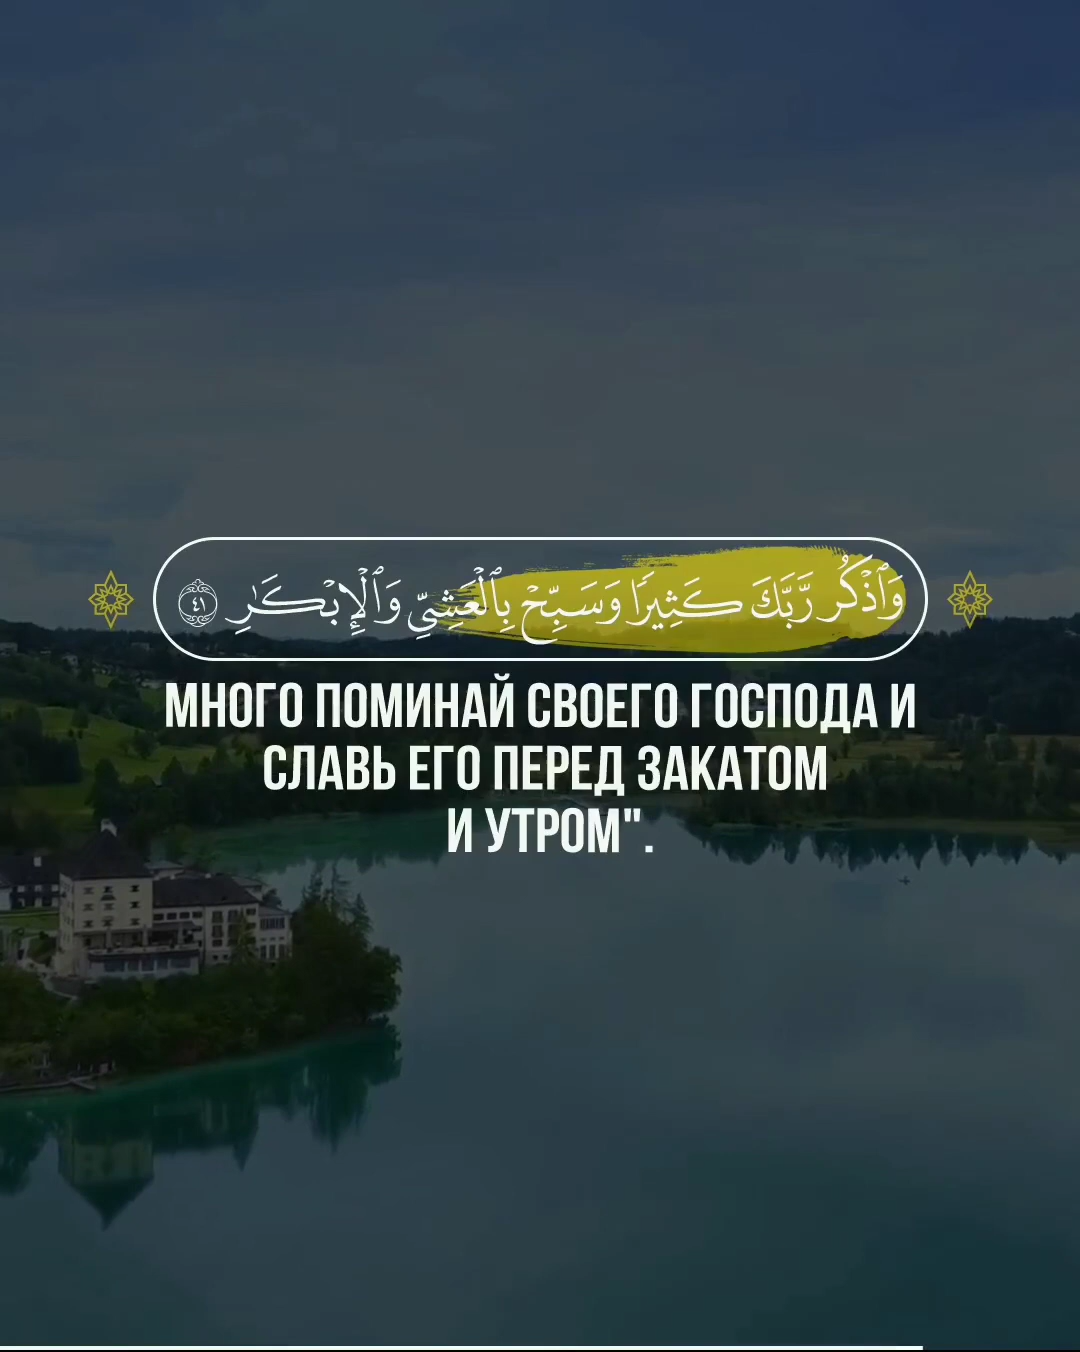 وَٱذْكُر رَّبَّكَ كَثِيرًا وَسَبِّحْ بِٱلْعَشِىِّ وَٱلْإِبْكَـٰرِ ٤١
МНОГО ПОМИНАЙ СВОЕГО ГОСПОДА И
СЛАВЬ ЕГО ПЕРЕД ЗАКАТОМ
И УТРОМ".